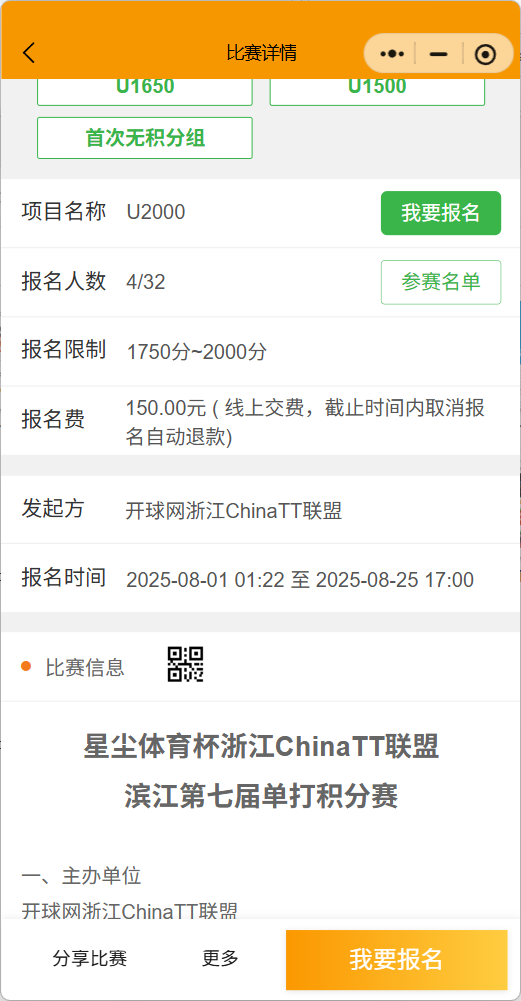 比赛详情
U1650
U1500
首次无积分组
项目名称 U2000 我要报名
报名人数 4/32 参赛名单
报名限制 1750分~2000分
报名费 150.00元 ( 线上交费，截止时间内取消报
名自动退款)
发起方 开球网浙江ChinaTT联盟
报名时间 2025-08-01 01:22 至 2025-08-25 17:00
比赛信息
星尘体育杯浙江ChinaTT联盟
滨江第七届单打积分赛
一、主办单位
开球网浙江ChinaTT联盟
分享比赛 更多 我要报名